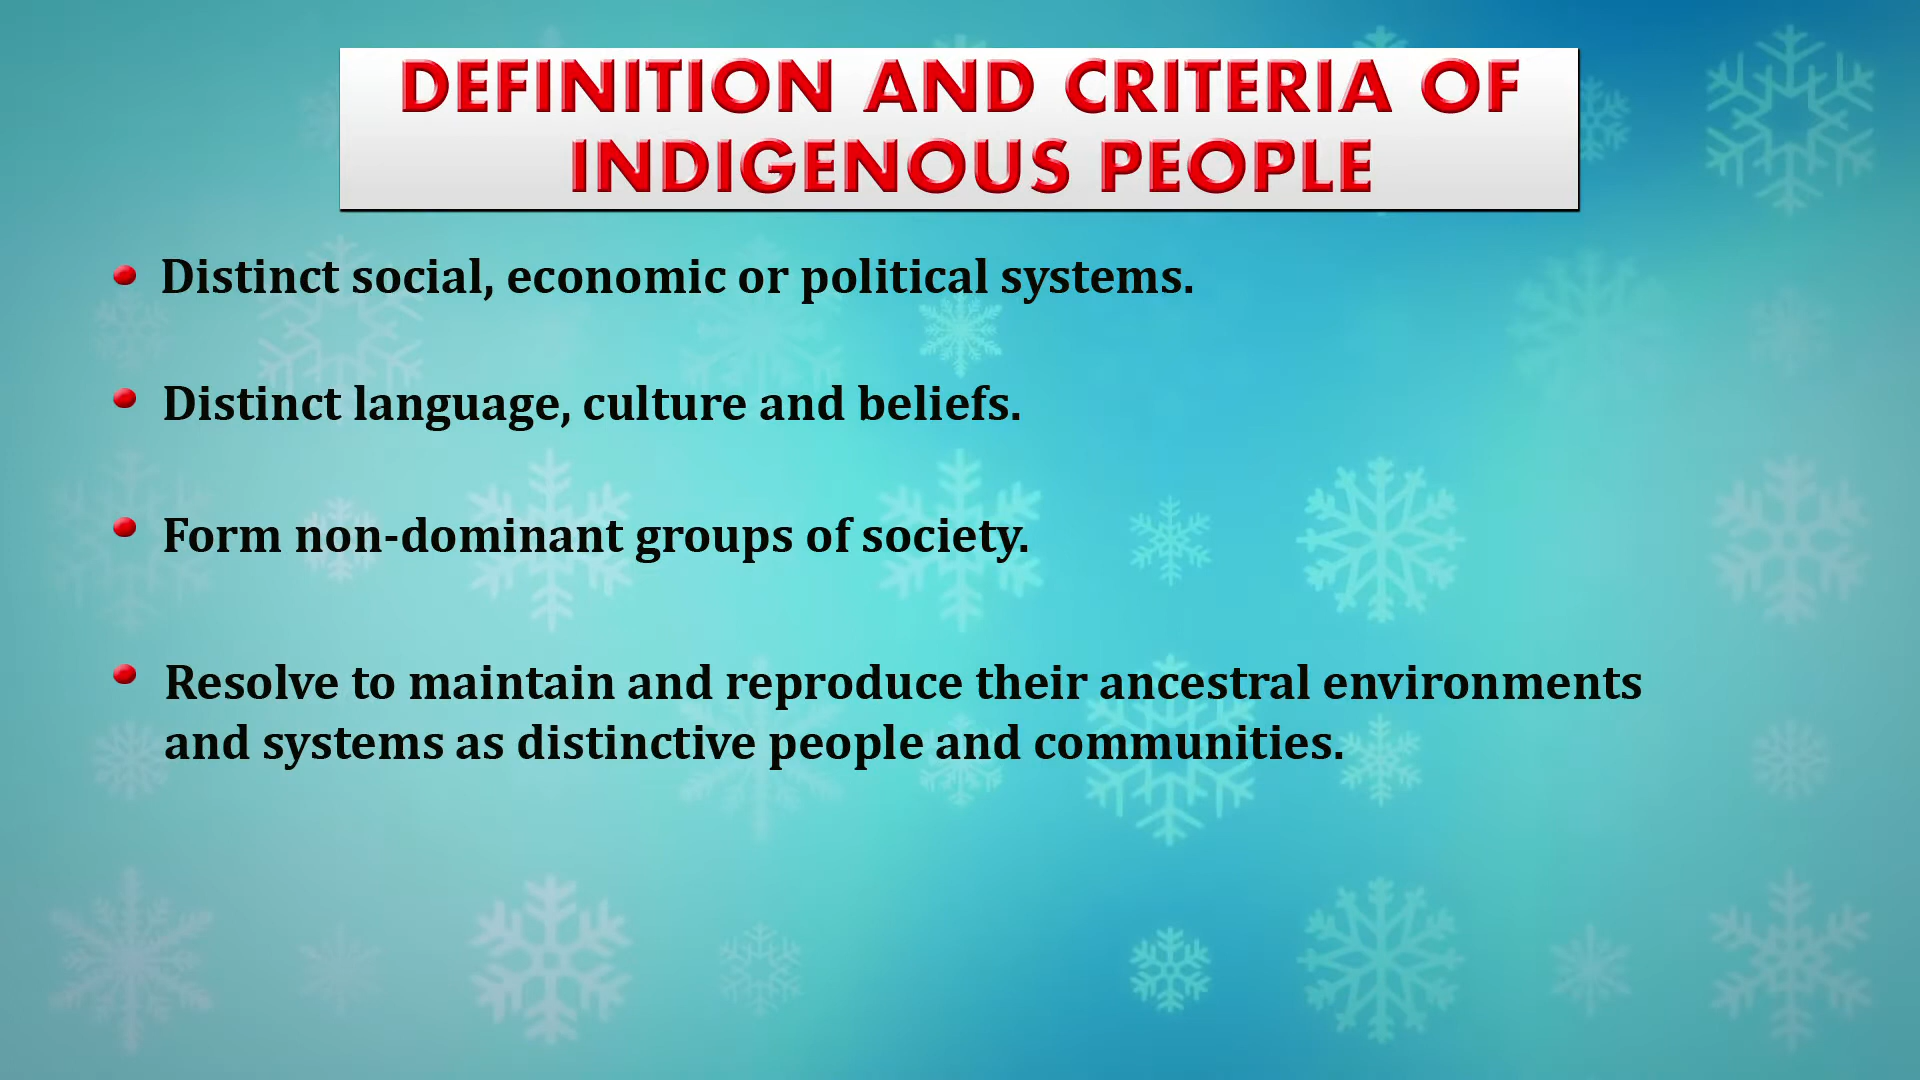 DEFINITION AND CRITERIA OF
INDIGENOUS PEOPLE
Distinct social, economic or political systems.
Distinct language, culture and beliefs.
Form non-dominant groups of society.
Resolve to maintain and reproduce their ancestral environments
and systems as distinctive people and communities.